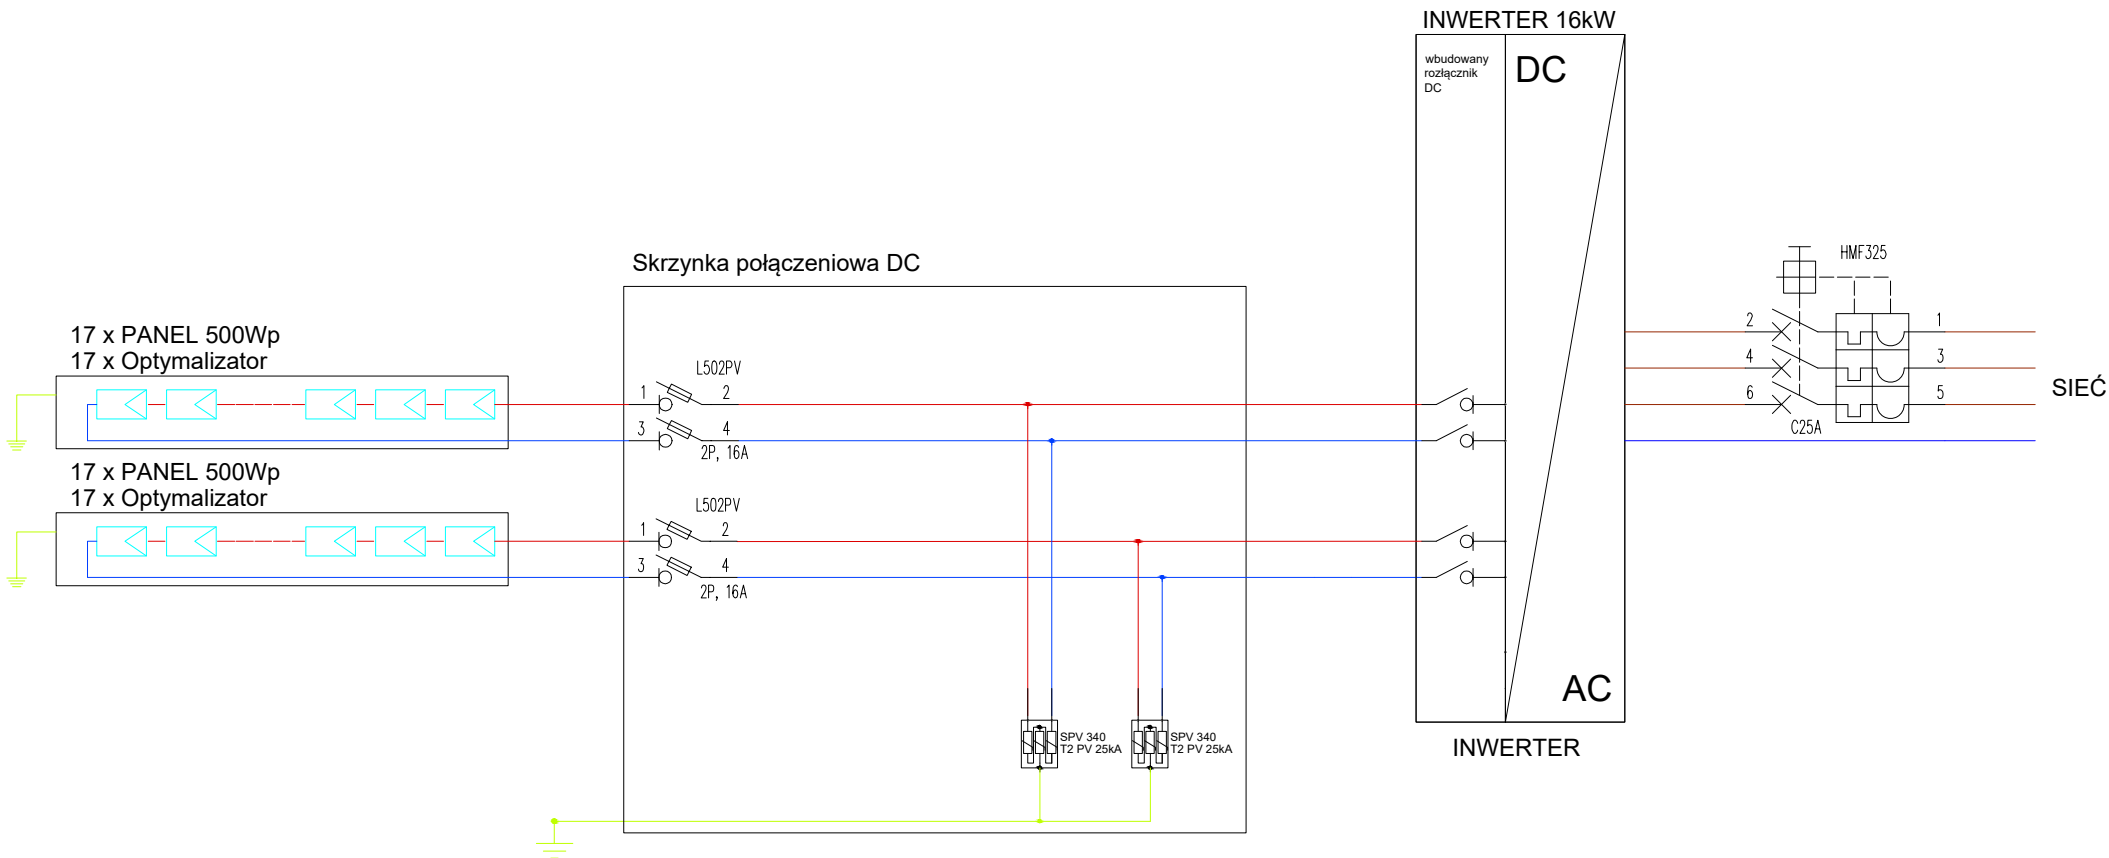 INWERTER 16kW
wbudowany
rozłącznik
DC
DC
HMF325
Skrzynka połączeniowa DC
17 x PANEL 500Wp
17 x Optymalizator
L502PV
1
2
3
4
2P, 16A
2
1
4
3
6
5
C25A
SIEĆ
17 x PANEL 500Wp
17 x Optymalizator
L502PV
1
2
3
4
2P, 16A
AC
SPV 340
T2 PV 25kA
SPV 340
T2 PV 25kA
INWERTER